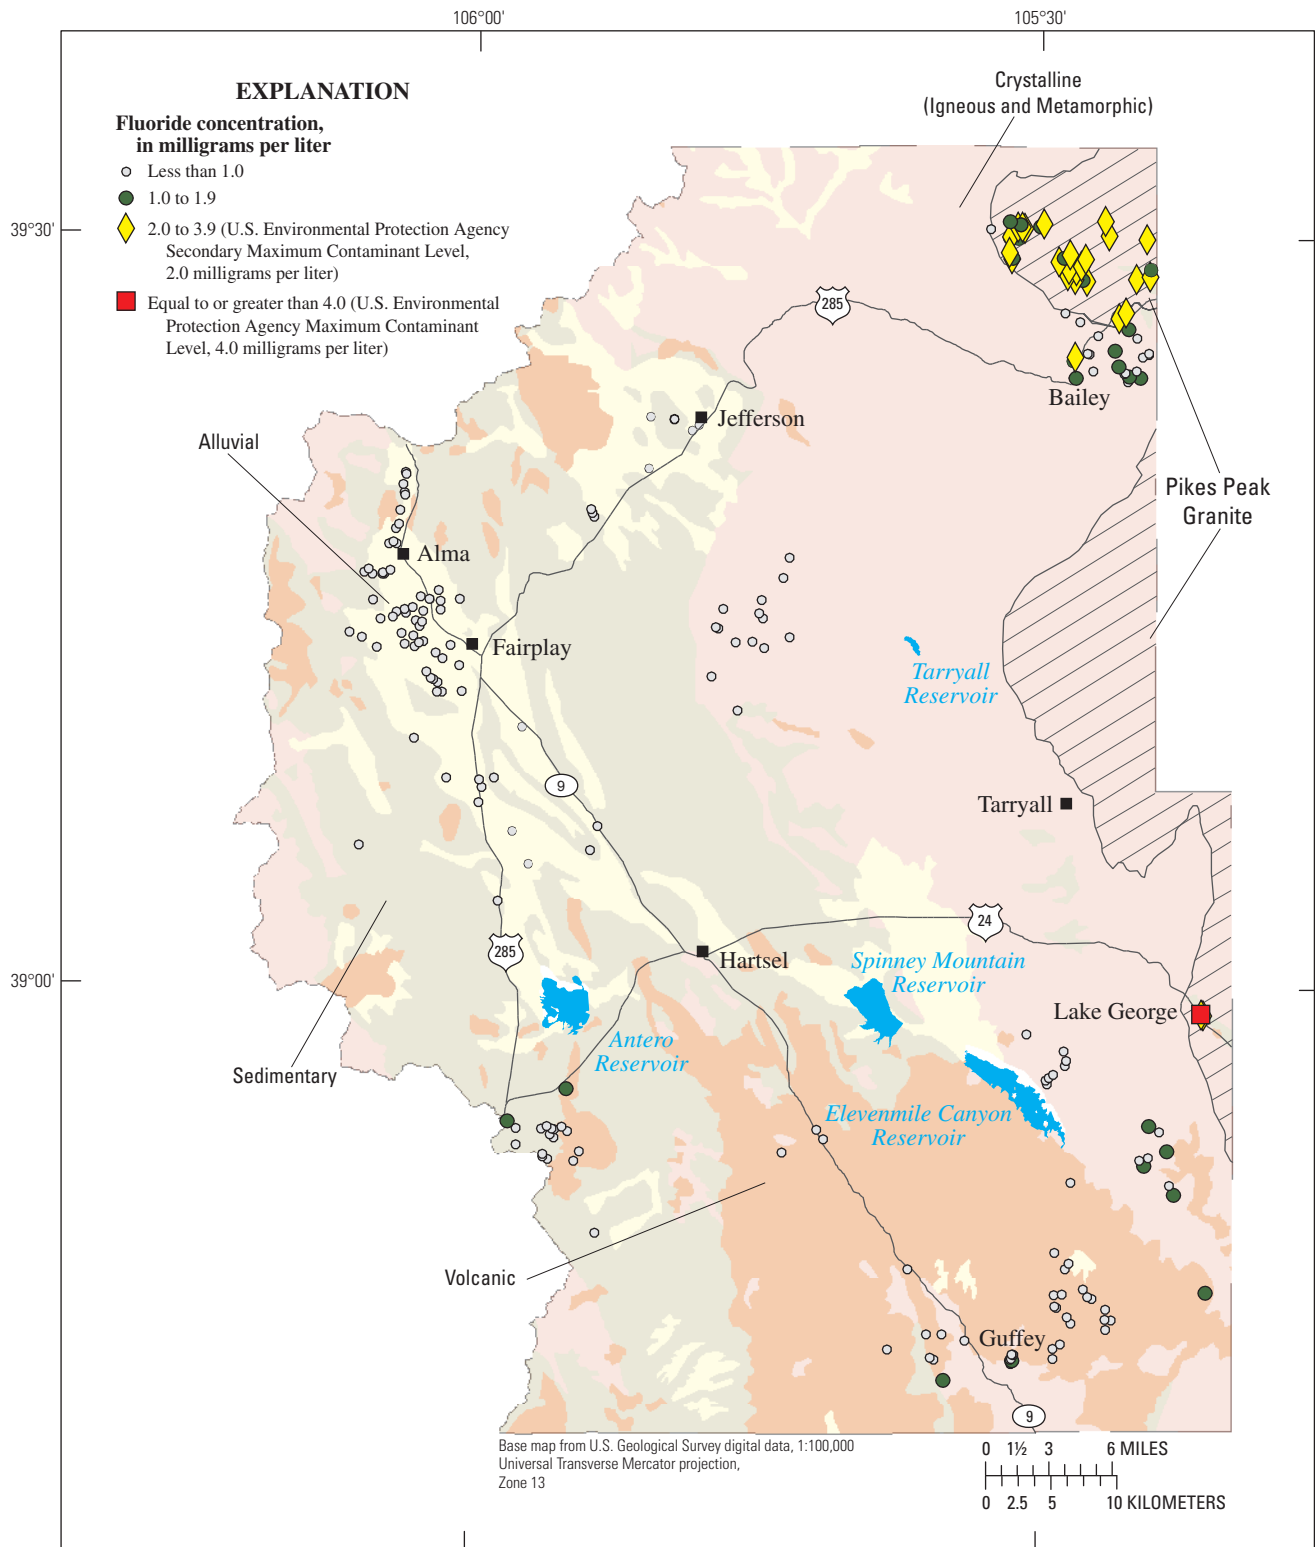 106°00'
105°30'
EXPLANATION
Fluoride concentration,
in milligrams per liter
Less than 1.0
1.0 to 1.9
2.0 to 3.9 (U.S. Environmental Protection Agency
Secondary Maximum Contaminant Level,
2.0 milligrams per liter)
Equal to or greater than 4.0 (U.S. Environmental
Protection Agency Maximum Contaminant
Level, 4.0 milligrams per liter)
Crystalline
(Igneous and Metamorphic)
39°30'
285
Bailey
Jefferson
Alluvial
Pikes Peak
Granite
Alma
Fairplay
Tarryall
Reservoir
9
Tarryall
24
285
Hartsel
Spinney Mountain
Reservoir
39°00'
Lake George
Antero
Reservoir
Sedimentary
Elevenmile Canyon
Reservoir
Volcanic
Guffey
9
Base map from U.S. Geological Survey digital data, 1:100,000
Universal Transverse Mercator projection,
Zone 13
0 1½ 3 6 MILES
0 2.5 5 10 KILOMETERS